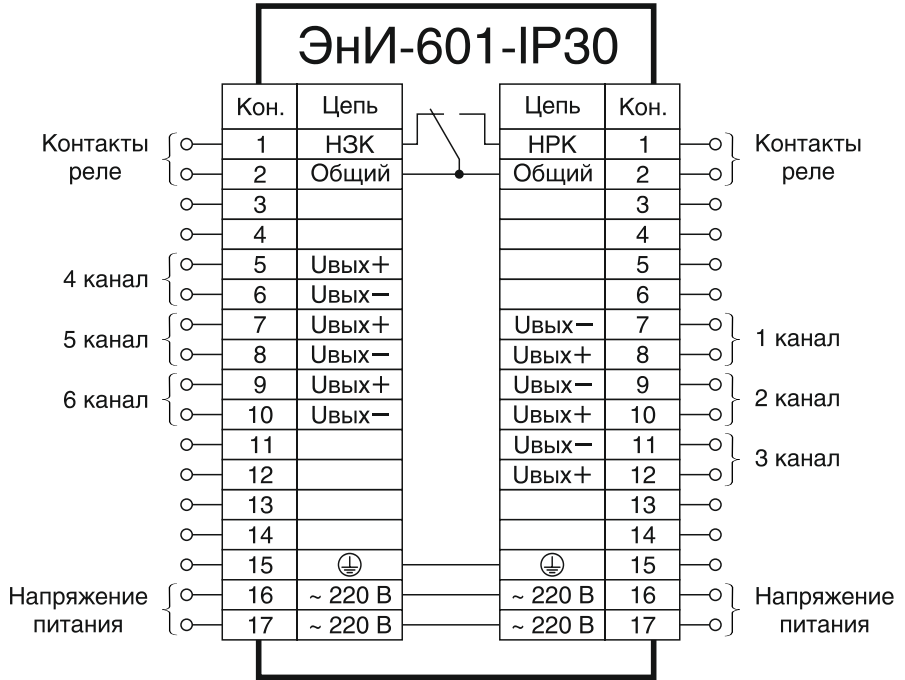 ЭнИ-601-IP30
Кон. Цепь Цепь Кон.
Контакты реле 1 НЗК НРК 1 Контакты реле
2 Общий Общий 2
3 3
4 4
4 канал 5 Uвых+ 5
6 Uвых− 6
5 канал 7 Uвых+ Uвых− 7 1 канал
8 Uвых− Uвых+ 8
6 канал 9 Uвых+ Uвых− 9 2 канал
10 Uвых− Uвых+ 10
11 Uвых− 11 3 канал
12 Uвых+ 12
13 13
14 14
15 15
Напряжение питания 16 ~ 220 В ~ 220 В 16 Напряжение питания
17 ~ 220 В ~ 220 В 17